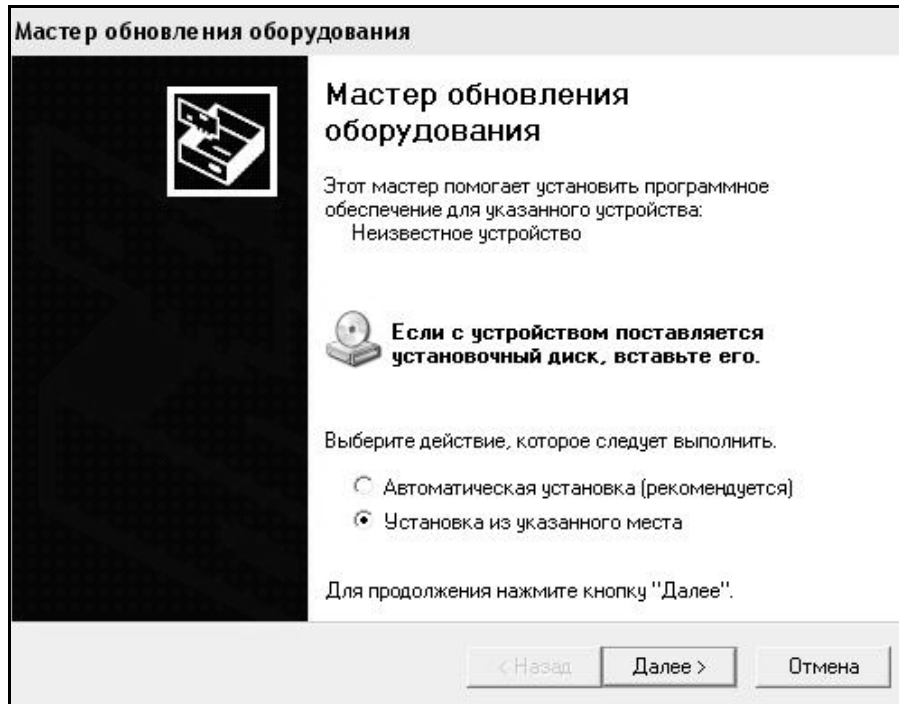 Мастер обновления оборудования
Мастер обновления
оборудования
Этот мастер помогает установить программное
обеспечение для указанного устройства:
Неизвестное устройство
Если с устройством поставляется
установочный диск, вставьте его.
Выберите действие, которое следует выполнить.
Автоматическая установка (рекомендуется)
Установка из указанного места
Для продолжения нажмите кнопку "Далее".
< Назад
Далее >
Отмена